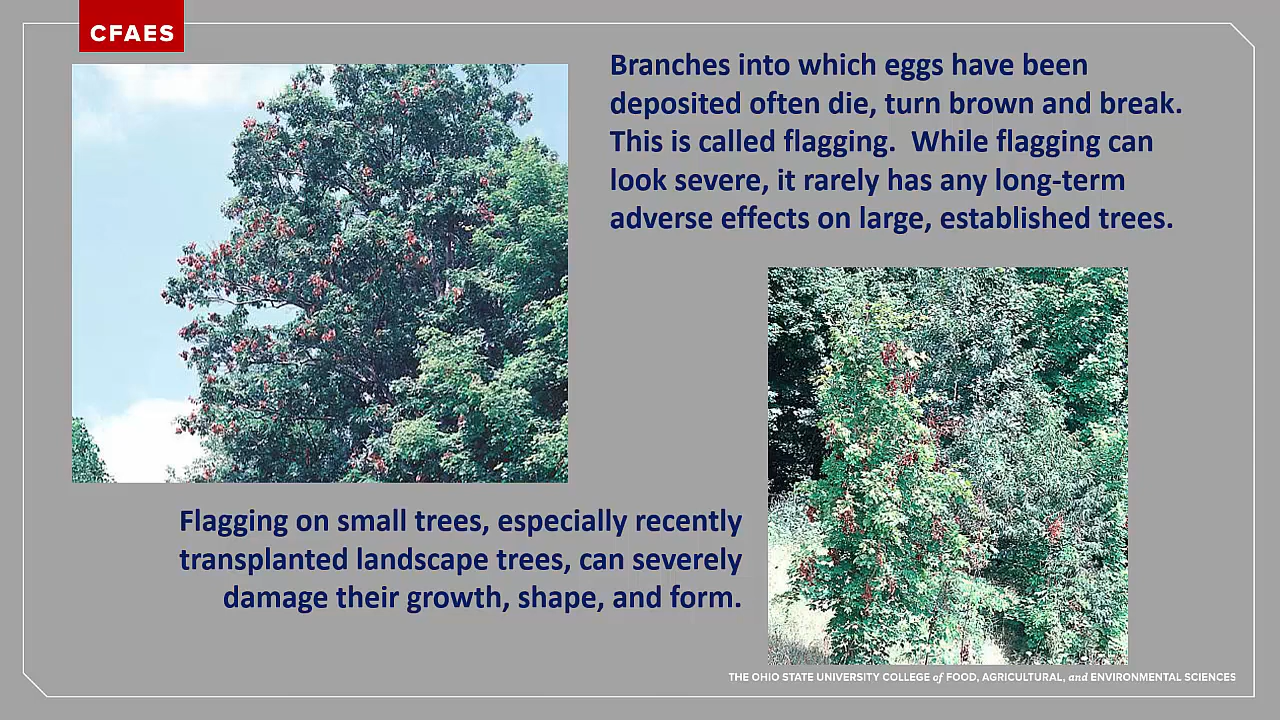 CFAES
Branches into which eggs have been
deposited often die, turn brown and break.
This is called flagging.  While flagging can
look severe, it rarely has any long-term
adverse effects on large, established trees.
Flagging on small trees, especially recently
transplanted landscape trees, can severely
damage their growth, shape, and form.
THE OHIO STATE UNIVERSITY COLLEGE of FOOD, AGRICULTURAL, and ENVIRONMENTAL SCIENCES